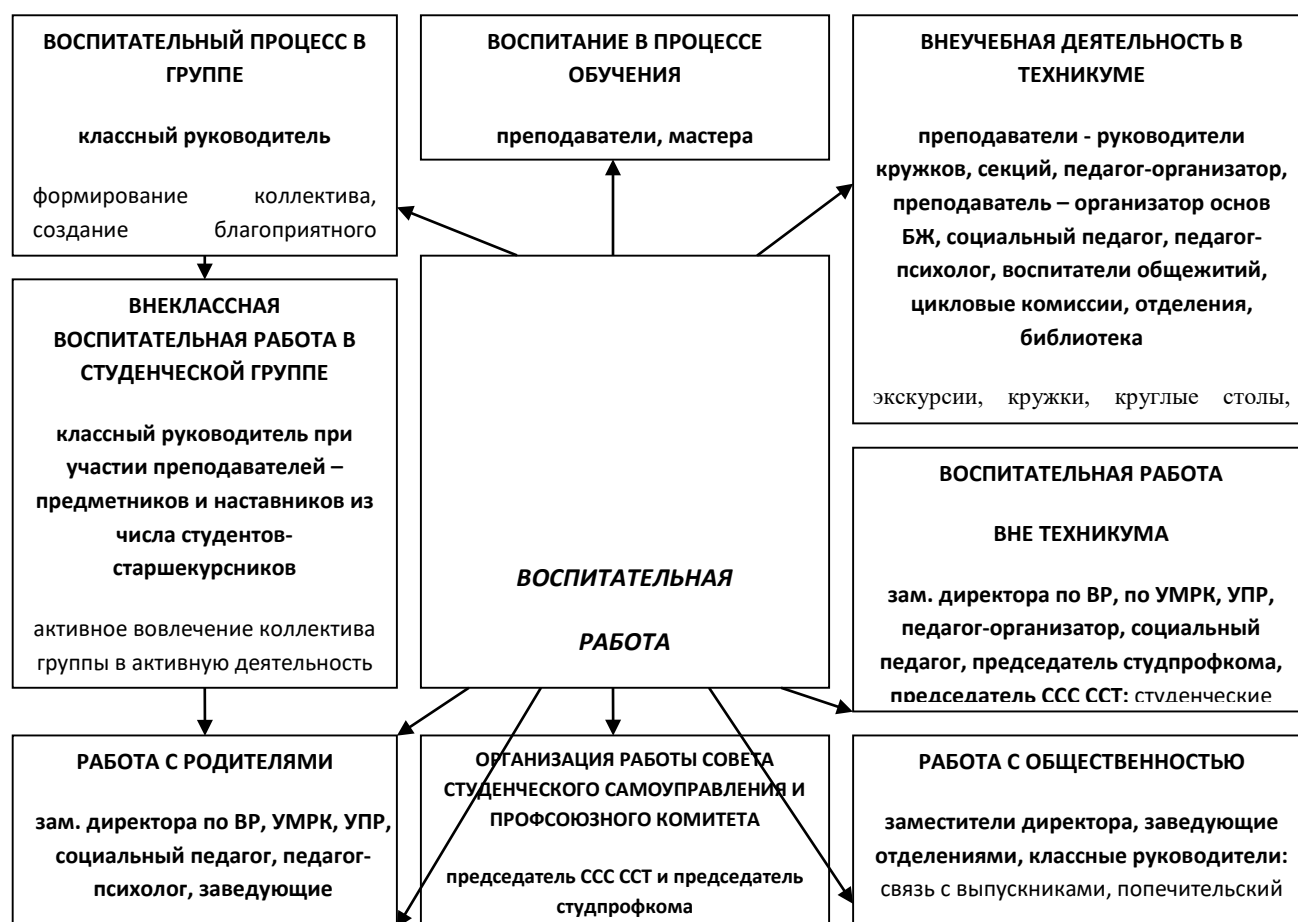 ВОСПИТАТЕЛЬНЫЙ ПРОЦЕСС В
ГРУППЕ
классный руководитель
формирование коллектива,
создание благоприятного
ВОСПИТАНИЕ В ПРОЦЕССЕ
ОБУЧЕНИЯ
преподаватели, мастера
ВНЕУЧЕБНАЯ ДЕЯТЕЛЬНОСТЬ В
ТЕХНИКУМЕ
преподаватели - руководители
кружков, секций, педагог-организатор,
преподаватель – организатор основ
БЖ, социальный педагог, педагог-
психолог, воспитатели общежитий,
цикловые комиссии, отделения,
библиотека
экскурсии, кружки, круглые столы,
ВНЕКЛАССНАЯ
ВОСПИТАТЕЛЬНАЯ РАБОТА В
СТУДЕНЧЕСКОЙ ГРУППЕ
классный руководитель при
участии преподавателей –
предметников и наставников из
числа студентов-
старшекурсников
активное вовлечение коллектива
группы в активную деятельность
ВОСПИТАТЕЛЬНАЯ
РАБОТА
ВОСПИТАТЕЛЬНАЯ РАБОТА
ВНЕ ТЕХНИКУМА
зам. директора по ВР, по УМРК, УПР,
педагог-организатор, социальный
педагог, председатель студпрофкома,
председатель ССС ССТ: студенческие
РАБОТА С РОДИТЕЛЯМИ
зам. директора по ВР, УМРК, УПР,
социальный педагог, педагог-
психолог, заведующие
ОРГАНИЗАЦИЯ РАБОТЫ СОВЕТА
СТУДЕНЧЕСКОГО САМОУПРАВЛЕНИЯ И
ПРОФСОЮЗНОГО КОМИТЕТА
председатель ССС ССТ и председатель
студпрофкома
РАБОТА С ОБЩЕСТВЕННОСТЬЮ
заместители директора, заведующие
отделениями, классные руководители:
связь с выпускниками, попечительский